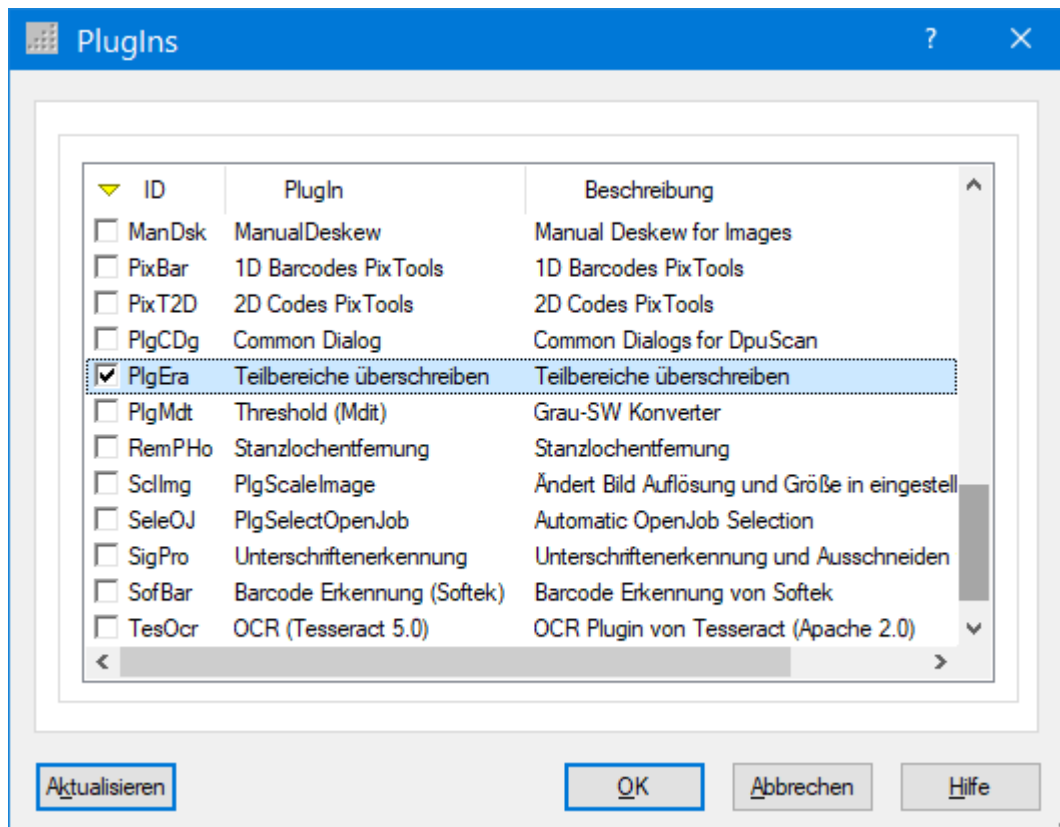 PlugIns ?
ID PlugIn Beschreibung
ManDsk ManualDeskew Manual Deskew for Images
PixBar 1D Barcodes PixTools 1D Barcodes PixTools
PixT2D 2D Codes PixTools 2D Codes PixTools
PlgCDg Common Dialog Common Dialogs for DpuScan
PlgEra Teilbereiche überschreiben Teilbereiche überschreiben
PlgMdt Threshold (Mdit) Grau-SW Konverter
RemPHo Stanzlochentfernung Stanzlochentfernung
SclImg PlgScaleImage Ändert Bild Auflösung und Größe in eingestell
SeleOJ PlgSelectOpenJob Automatic OpenJob Selection
SigPro Unterschriftenerkennung Unterschriftenerkennung und Ausschneiden
SofBar Barcode Erkennung (Softek) Barcode Erkennung von Softek
TesOcr OCR (Tesseract 5.0) OCR Plugin von Tesseract (Apache 2.0)
Aktualisieren OK Abbrechen Hilfe